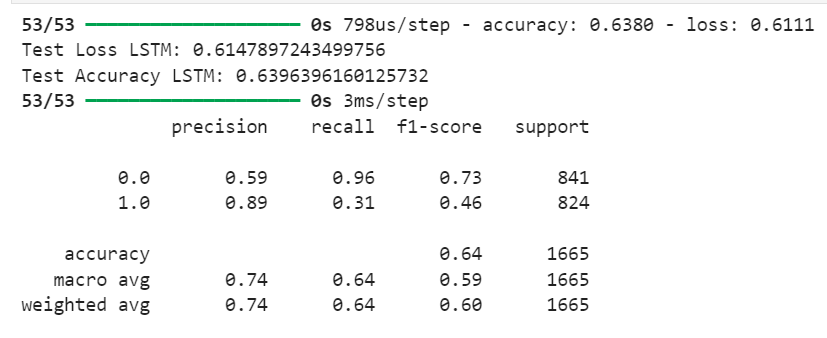 53/53 ━━━━━━━━━━━━━━━━━━━━ 0s 798us/step - accuracy: 0.6380 - loss: 0.6111
Test Loss LSTM: 0.6147897243499756
Test Accuracy LSTM: 0.6396396160125732
53/53 ━━━━━━━━━━━━━━━━━━━━ 0s 3ms/step
              precision    recall  f1-score   support

         0.0       0.59      0.96      0.73       841
         1.0       0.89      0.31      0.46       824

    accuracy                           0.64      1665
   macro avg       0.74      0.64      0.59      1665
weighted avg       0.74      0.64      0.60      1665